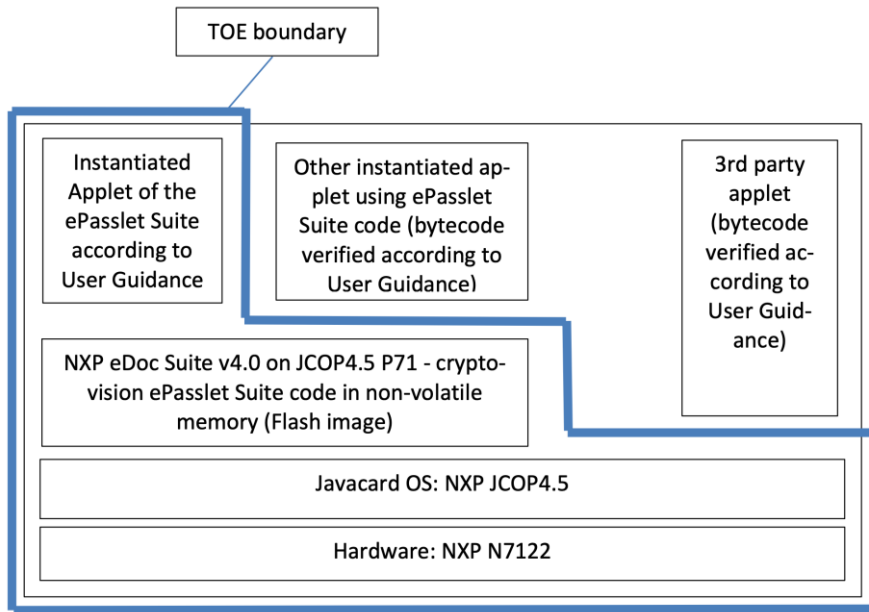 TOE boundary
Instantiated
Applet of the
ePasslet Suite
according to
User Guidance
Other instantiated ap-
plet using ePasslet
Suite code (bytecode
verified according to
User Guidance)
3rd party
applet
(bytecode
verified ac-
cording to
User Guid-
ance)
NXP eDoc Suite v4.0 on JCOP4.5 P71 - crypto-
vision ePasslet Suite code in non-volatile
memory (Flash image)
Javacard OS: NXP JCOP4.5
Hardware: NXP N7122